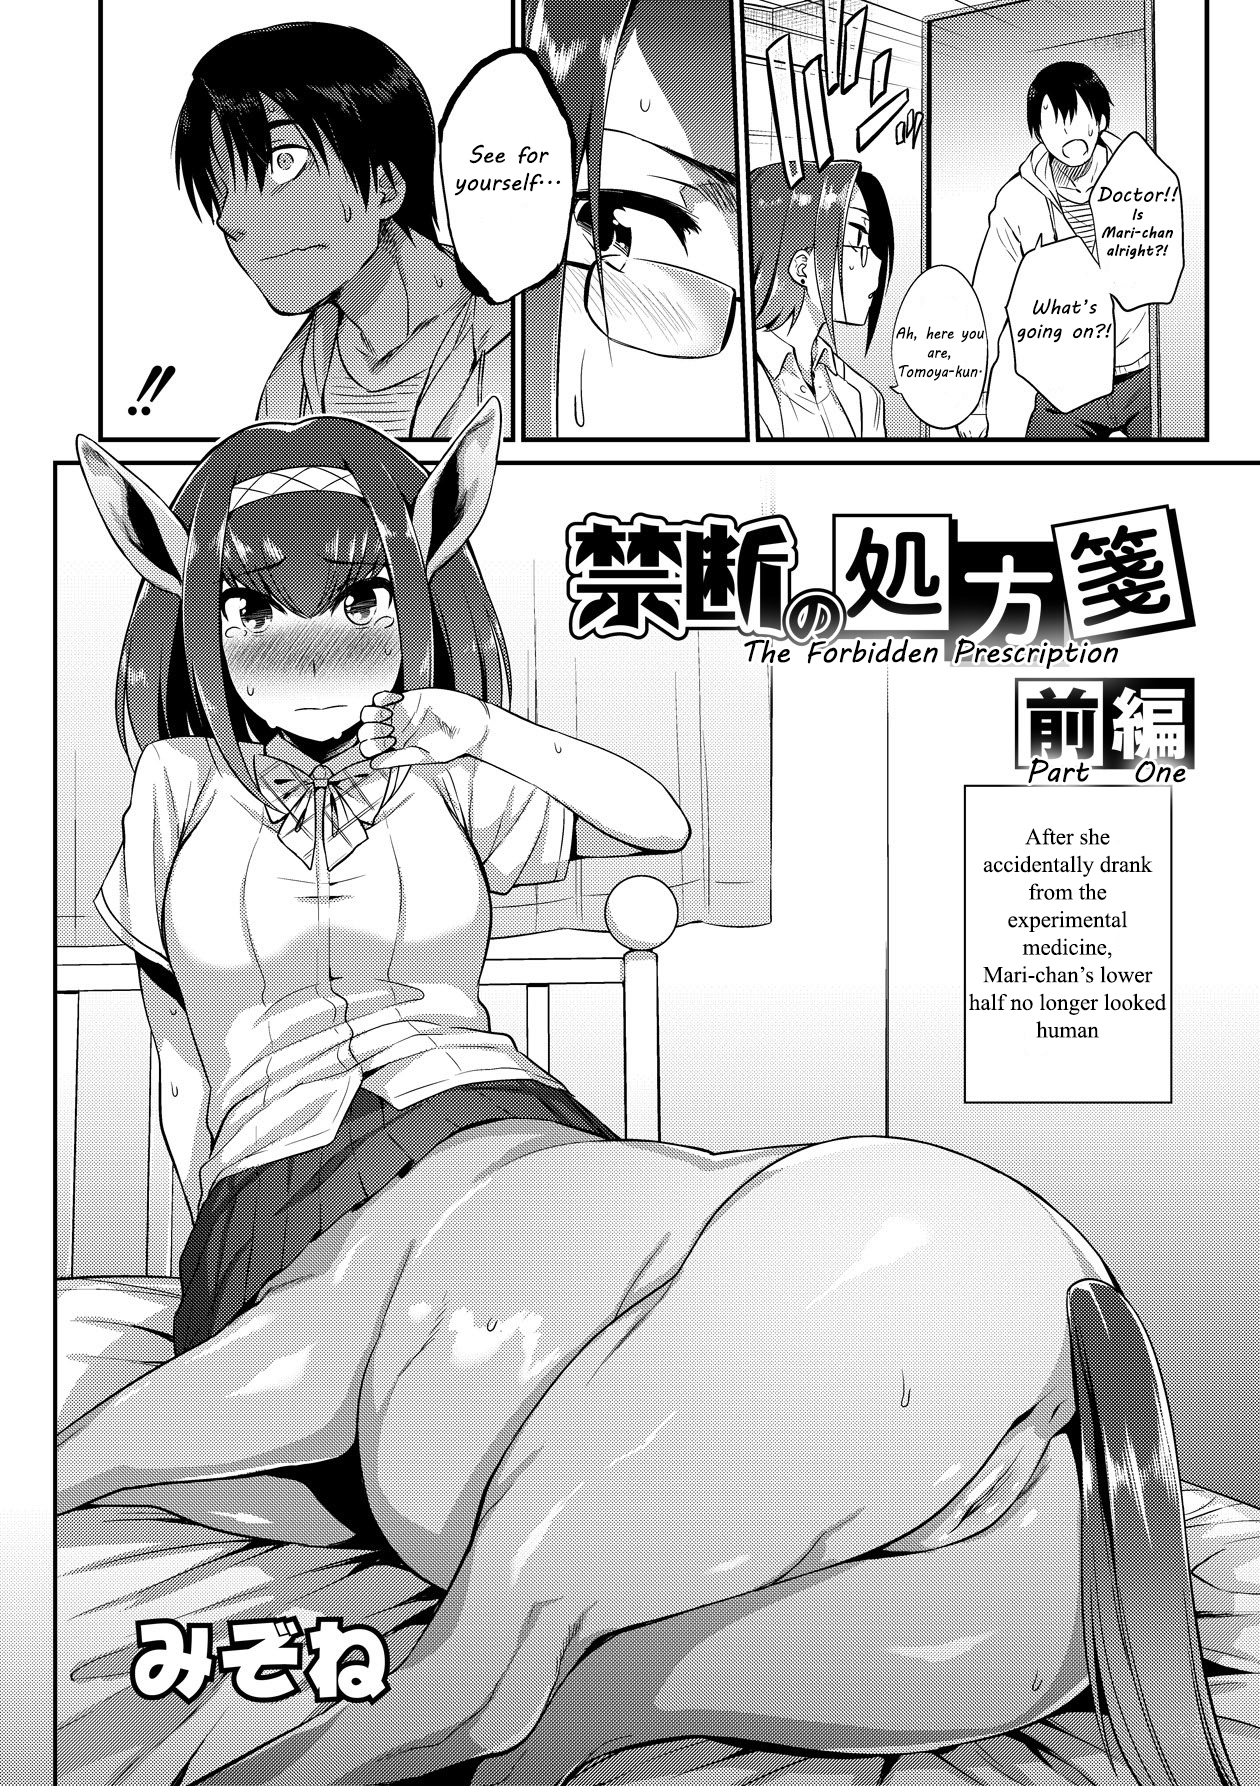 Doctor!!
Is
Mari-chan
alright?!
What's
going on?!
Ah, here you
are,
Tomoya-kun.
See for
yourself...
!!
禁断の処方箋
The Forbidden Prescription
前編
Part One
After she
accidentally drank
from the
experimental
medicine,
Mari-chan's lower
half no longer looked
human
みぞね